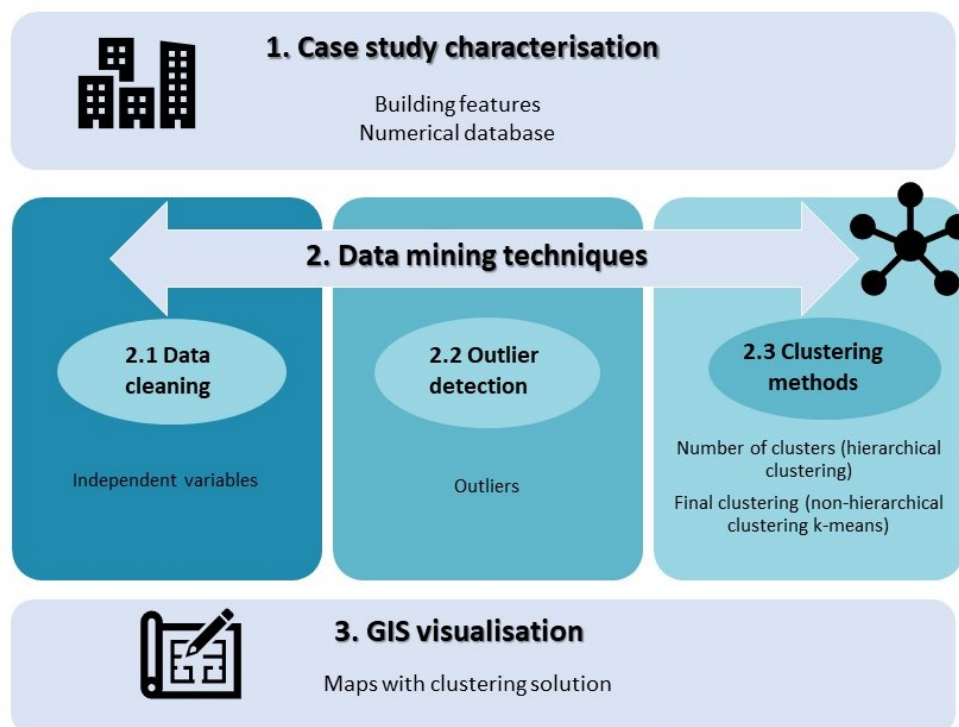 1. Case study characterisation
Building features
Numerical database
2. Data mining techniques
2.1 Data
cleaning
Independent variables
2.2 Outlier
detection
Outliers
2.3 Clustering
methods
Number of clusters (hierarchical
clustering)
Final clustering (non-hierarchical
clustering k-means)
3. GIS visualisation
Maps with clustering solution